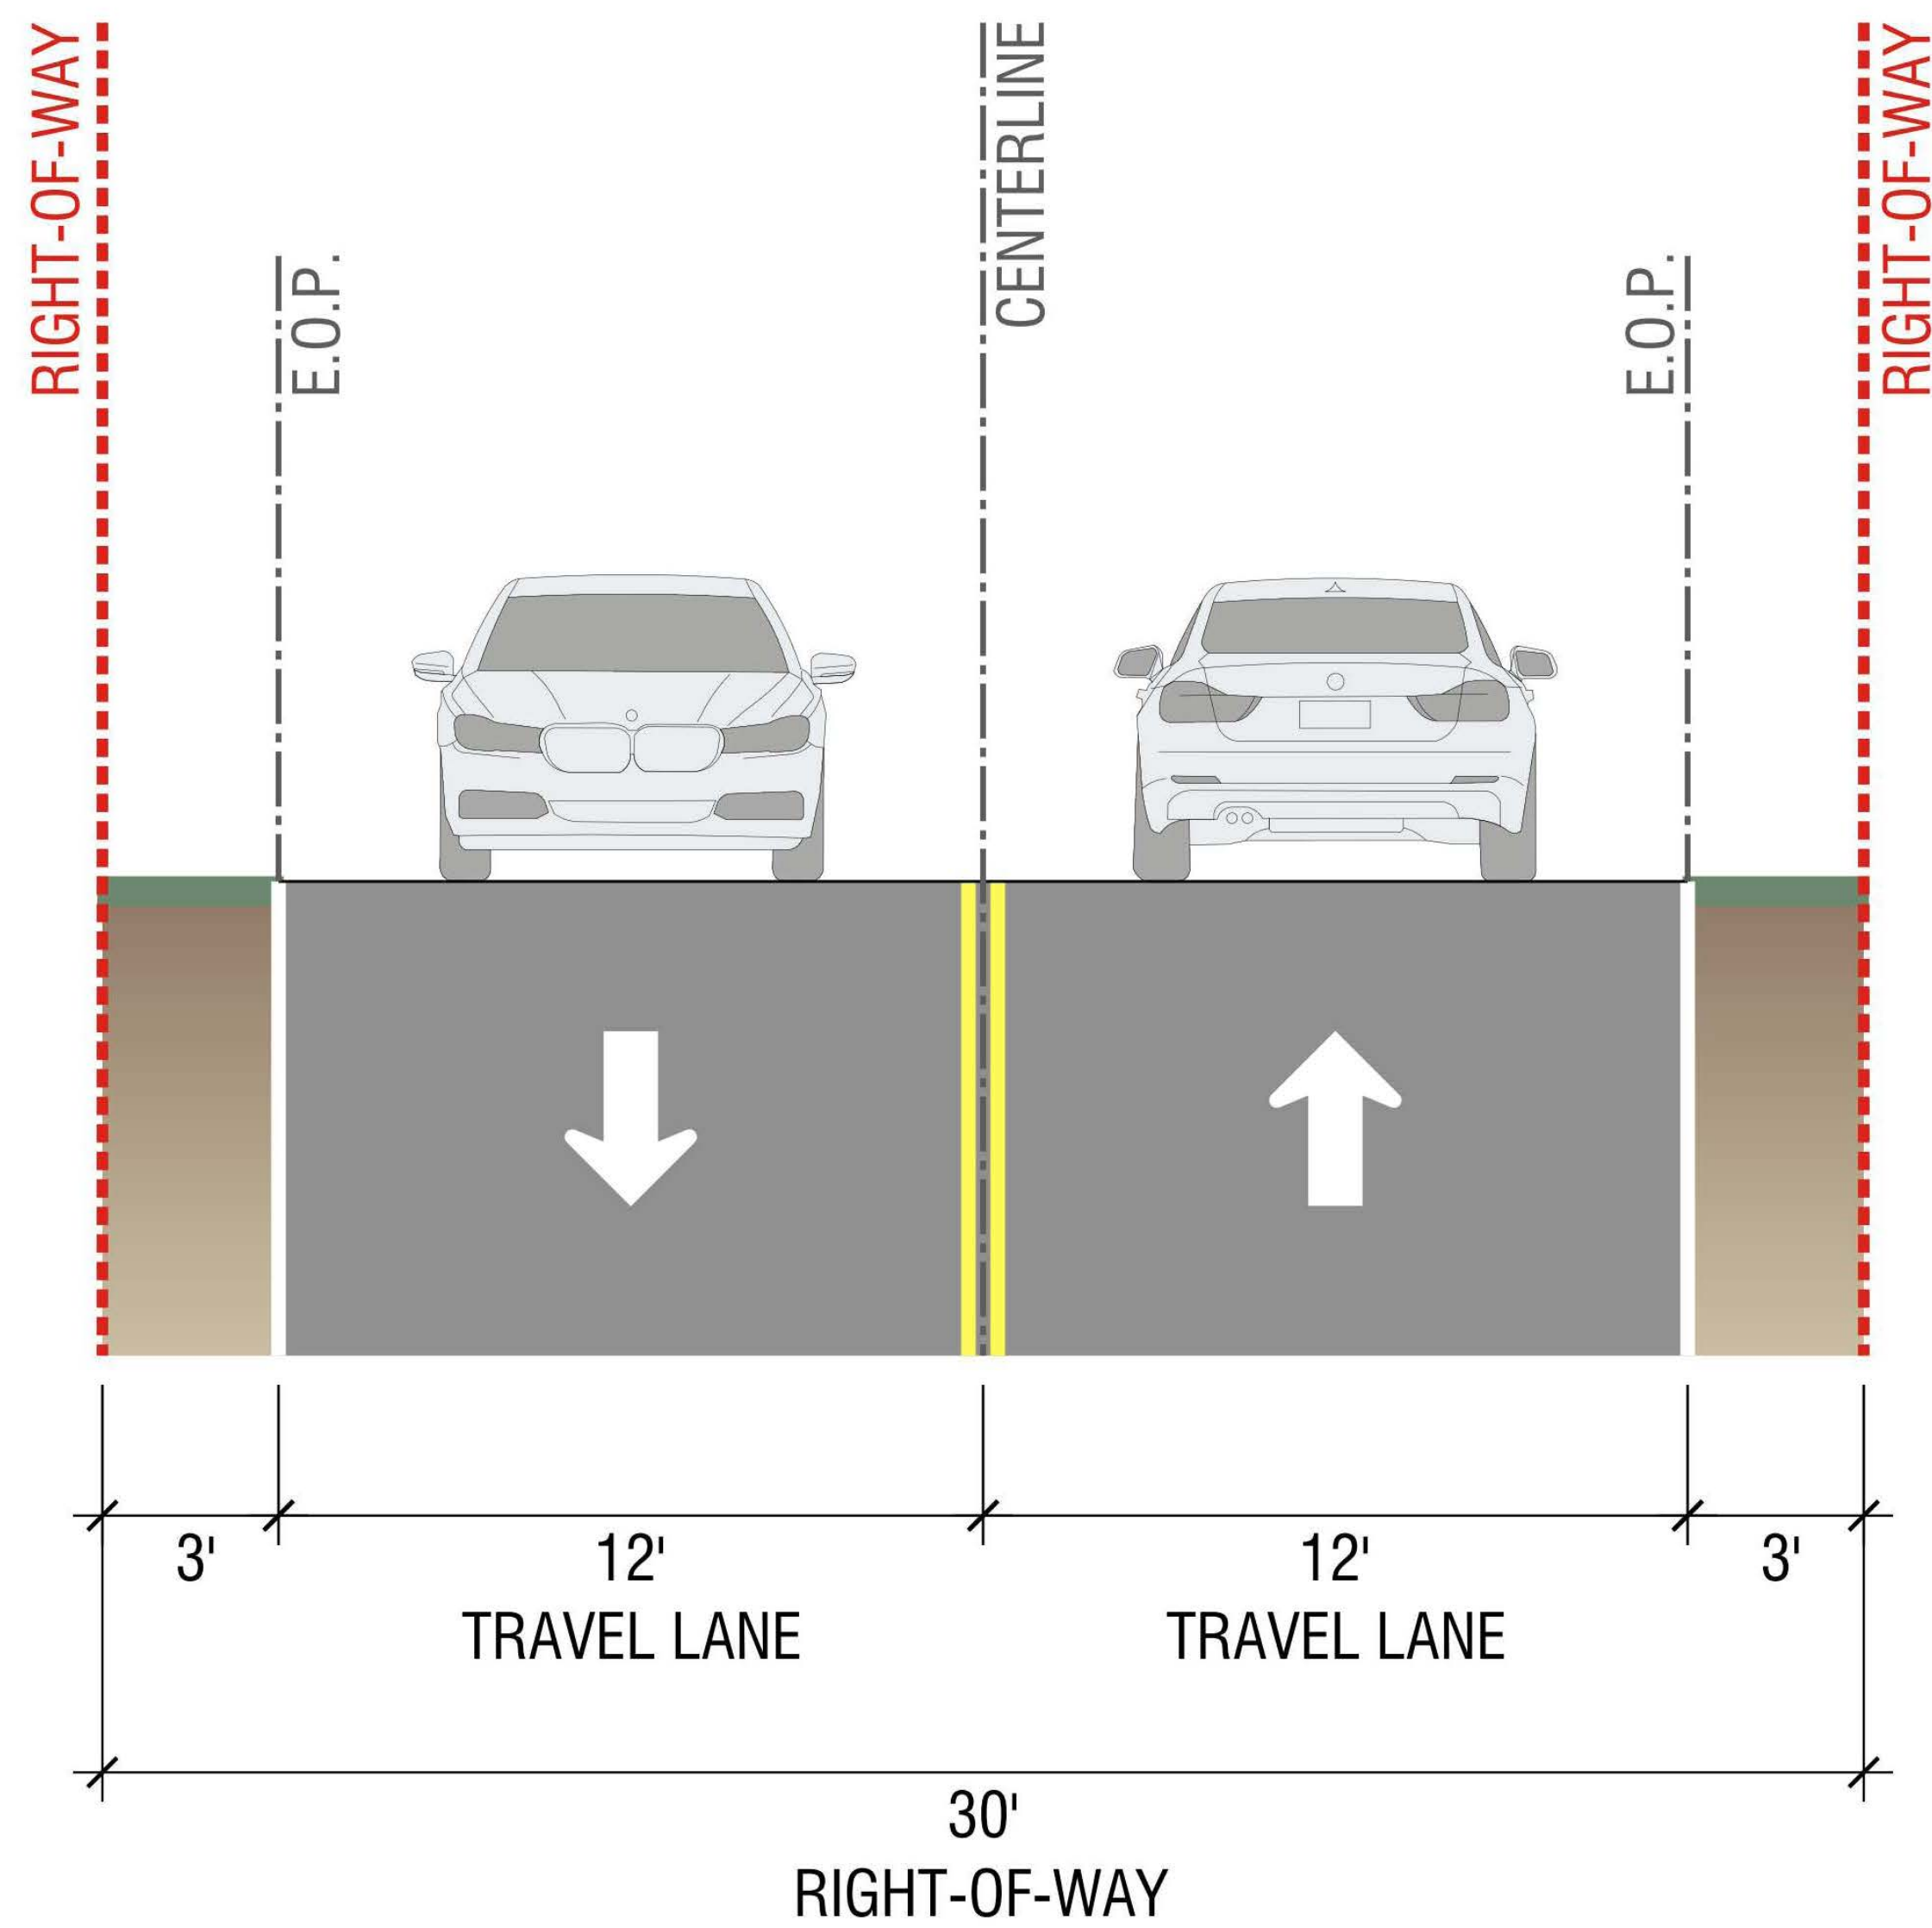 RIGHT-OF-WAY
E.O.P.
CENTERLINE
E.O.P.
RIGHT-OF-WAY
3'
12'
12'
3'
TRAVEL LANE
TRAVEL LANE
30'
RIGHT-OF-WAY